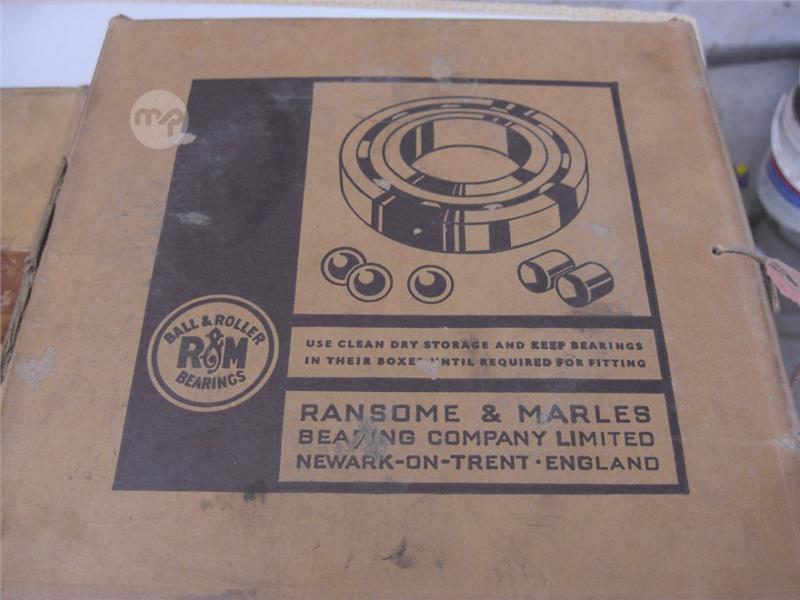 mp
BALL & ROLLER
R&M
BEARINGS
USE CLEAN DRY STORAGE AND KEEP BEARINGS
IN THEIR BOXES UNTIL REQUIRED FOR FITTING
RANSOME & MARLES
BEARING COMPANY LIMITED
NEWARK-ON-TRENT · ENGLAND